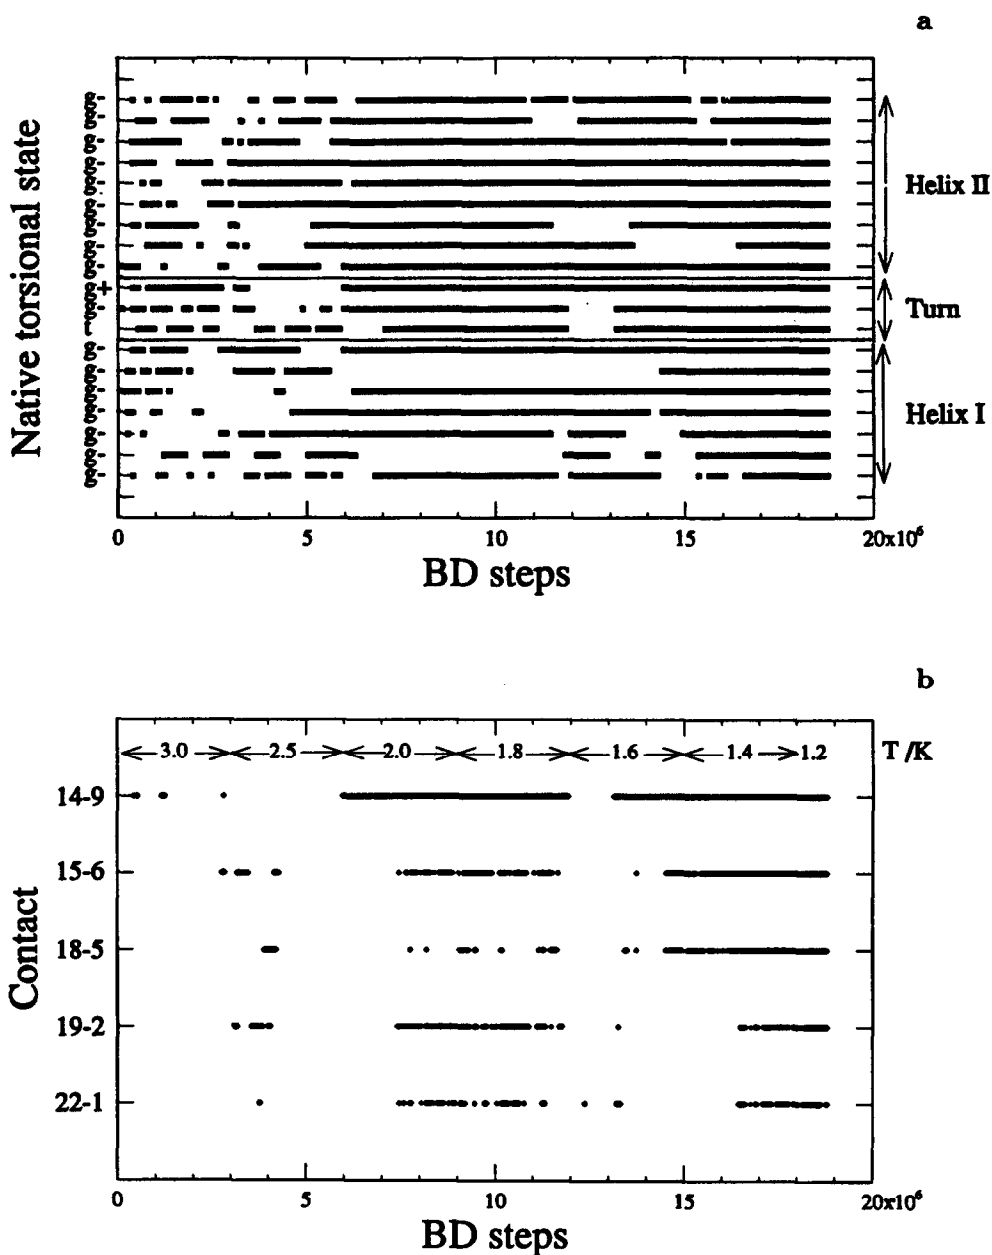 a
Native torsional state
g-
g-
g-
g-
g-
g-
g-
g-
g-
g+
g-
t
g-
g-
g-
g-
g-
g-
g-
Helix II
Turn
Helix I
0 5 10 15 20x10⁶
BD steps
b
3.0 2.5 2.0 1.8 1.6 1.4 1.2 T /K
Contact
14-9
15-6
18-5
19-2
22-1
0 5 10 15 20x10⁶
BD steps